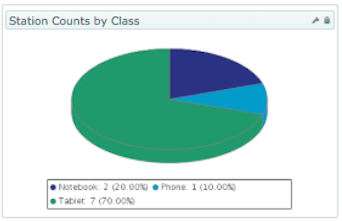 Station Counts by Class
Notebook: 2 (20.00%) Phone: 1 (10.00%)
Tablet: 7 (70.00%)